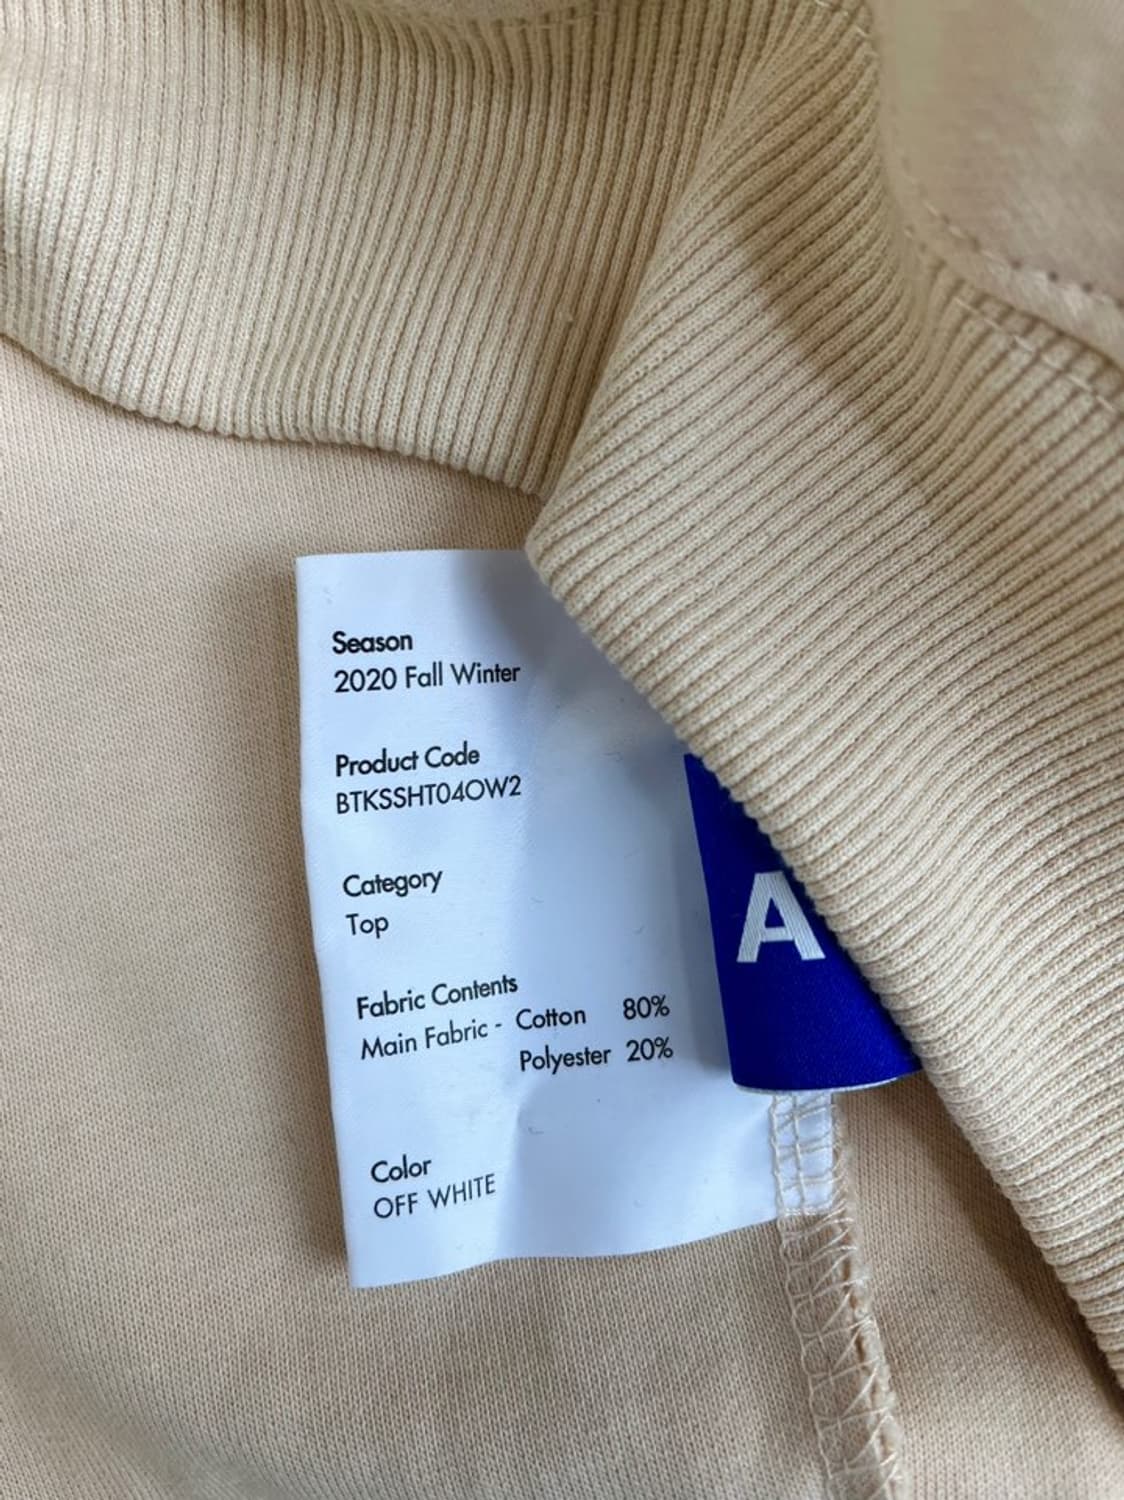 Season
2020 Fall Winter
Product Code
BTKSSHT04OW2
Category
Top
Fabric Contents
Main Fabric - Cotton 80%
Polyester 20%
Color
OFF WHITE
A